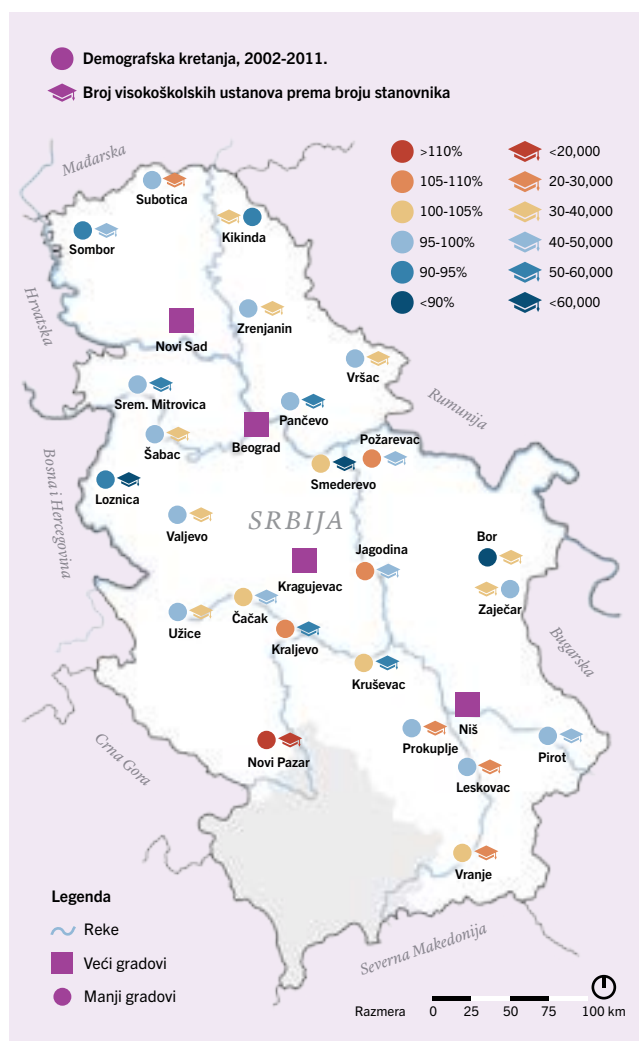 Demografska kretanja, 2002-2011.
Broj visokoškolskih ustanova prema broju stanovnika
>110%
<20,000
105-110%
20-30,000
100-105%
30-40,000
95-100%
40-50,000
90-95%
50-60,000
<90%
<60,000
Mađarska
Subotica
Sombor
Kikinda
Hrvatska
Zrenjanin
Novi Sad
Vršac
Rumunija
Srem. Mitrovica
Pančevo
Šabac
Beograd
Požarevac
Smederevo
Bosna i Hercegovina
Loznica
SRBIJA
Valjevo
Bor
Jagodina
Kragujevac
Zaječar
Čačak
Užice
Kraljevo
Bugarska
Kruševac
Niš
Crna Gora
Novi Pazar
Prokuplje
Pirot
Leskovac
Vranje
Severna Makedonija
Legenda
Reke
Veći gradovi
Manji gradovi
Razmera 0 25 50 75 100 km